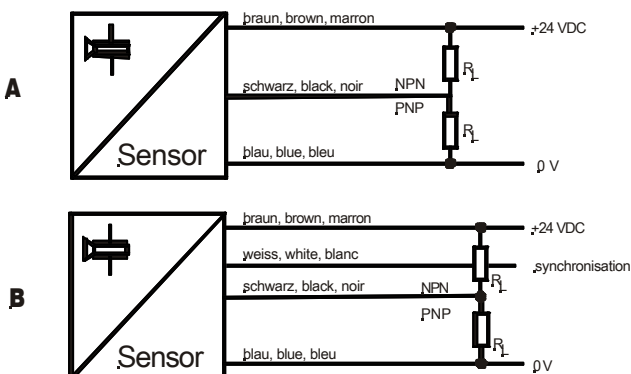 A
braun, brown, marron
+24 VDC
RL
schwarz, black, noir NPN
PNP
RL
Sensor
blau, blue, bleu
0 V
B
braun, brown, marron
+24 VDC
weiss, white, blanc
synchronisation
RL
schwarz, black, noir NPN
PNP
RL
Sensor
blau, blue, bleu
0V